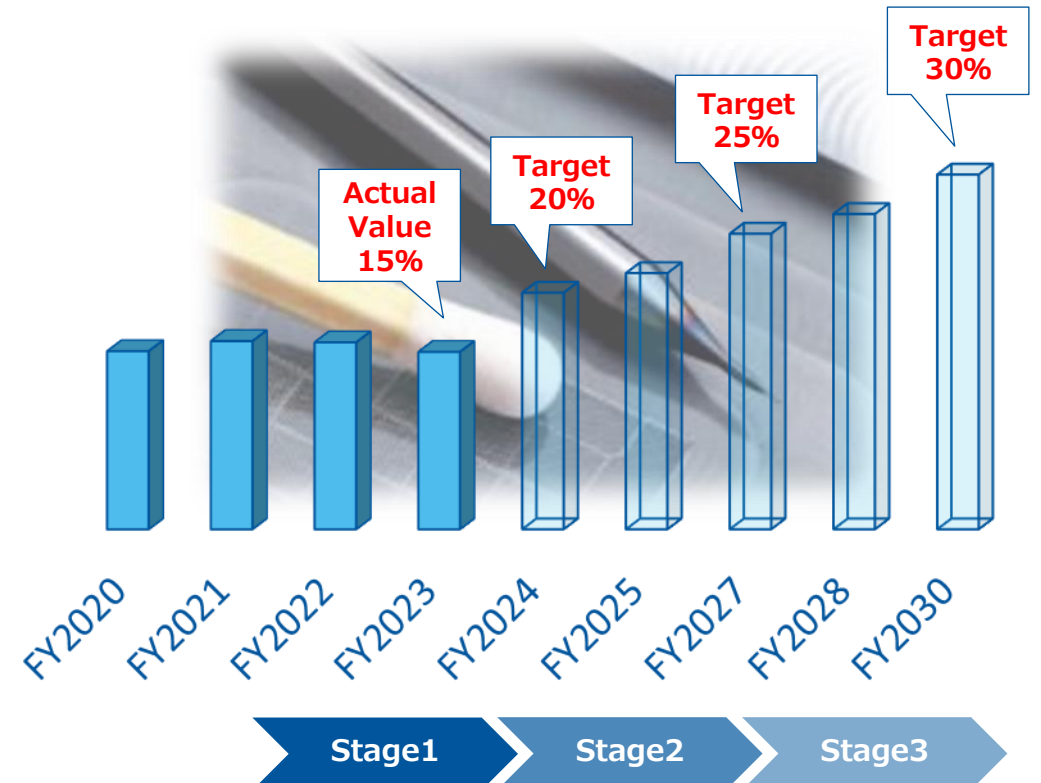 Target
30%
Target
25%
Target
20%
Actual
Value
15%
FY2020
FY2021
FY2022
FY2023
FY2024
FY2025
FY2027
FY2028
FY2030
Stage1
Stage2
Stage3